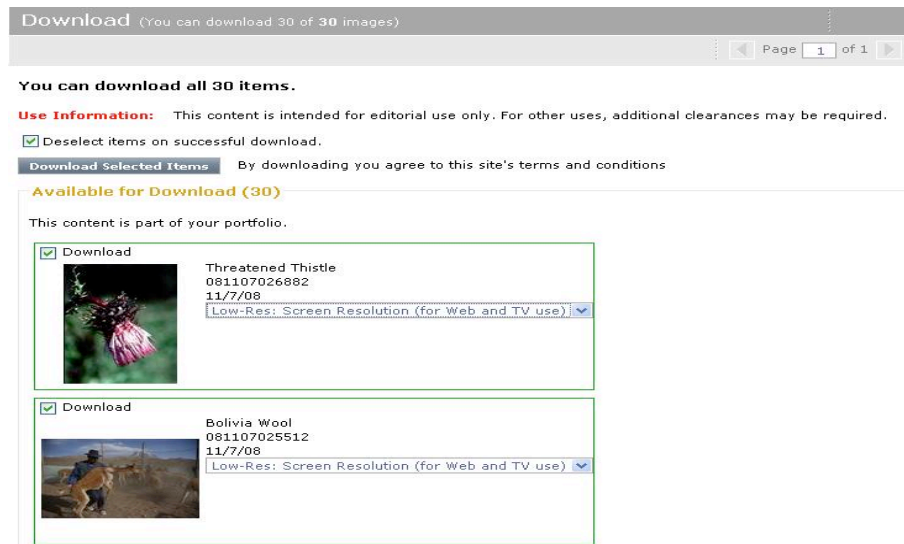 Download (You can download 30 of 30 images)
Page 1 of 1
You can download all 30 items.
Use Information: This content is intended for editorial use only. For other uses, additional clearances may be required.
Deselect items on successful download.
Download Selected Items By downloading you agree to this site's terms and conditions
Available for Download (30)
This content is part of your portfolio.
Download
Threatened Thistle
081107026882
11/7/08
Low-Res: Screen Resolution (for Web and TV use)
Download
Bolivia Wool
081107025512
11/7/08
Low-Res: Screen Resolution (for Web and TV use)